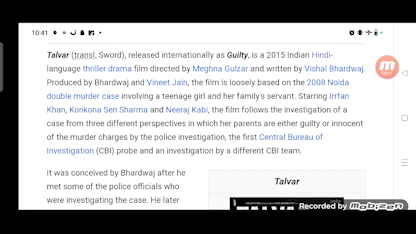 10:41
Talvar (transl. Sword), released internationally as Guilty, is a 2015 Indian Hindi-
language thriller drama film directed by Meghna Gulzar and written by Vishal Bhardwaj.
Produced by Bhardwaj and Vineet Jain, the film is loosely based on the 2008 Noida
double murder case involving a teenage girl and her family's servant. Starring Irrfan
Khan, Konkona Sen Sharma and Neeraj Kabi, the film follows the investigation of a
case from three different perspectives in which her parents are either guilty or innocent
of the murder charges by the police investigation, the first Central Bureau of
Investigation (CBI) probe and an investigation by a different CBI team.
It was conceived by Bhardwaj after he
met some of the police officials who
were investigating the case. He later
Talvar
Recorded by mobizen